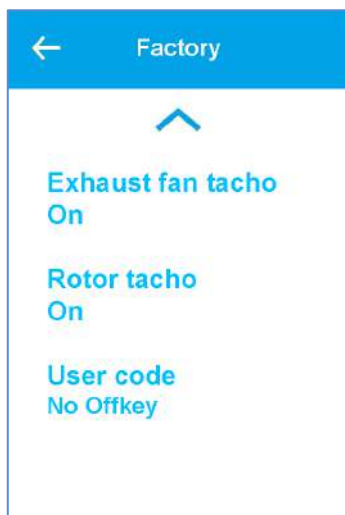 Factory
Exhaust fan tacho
On
Rotor tacho
On
User code
No Offkey